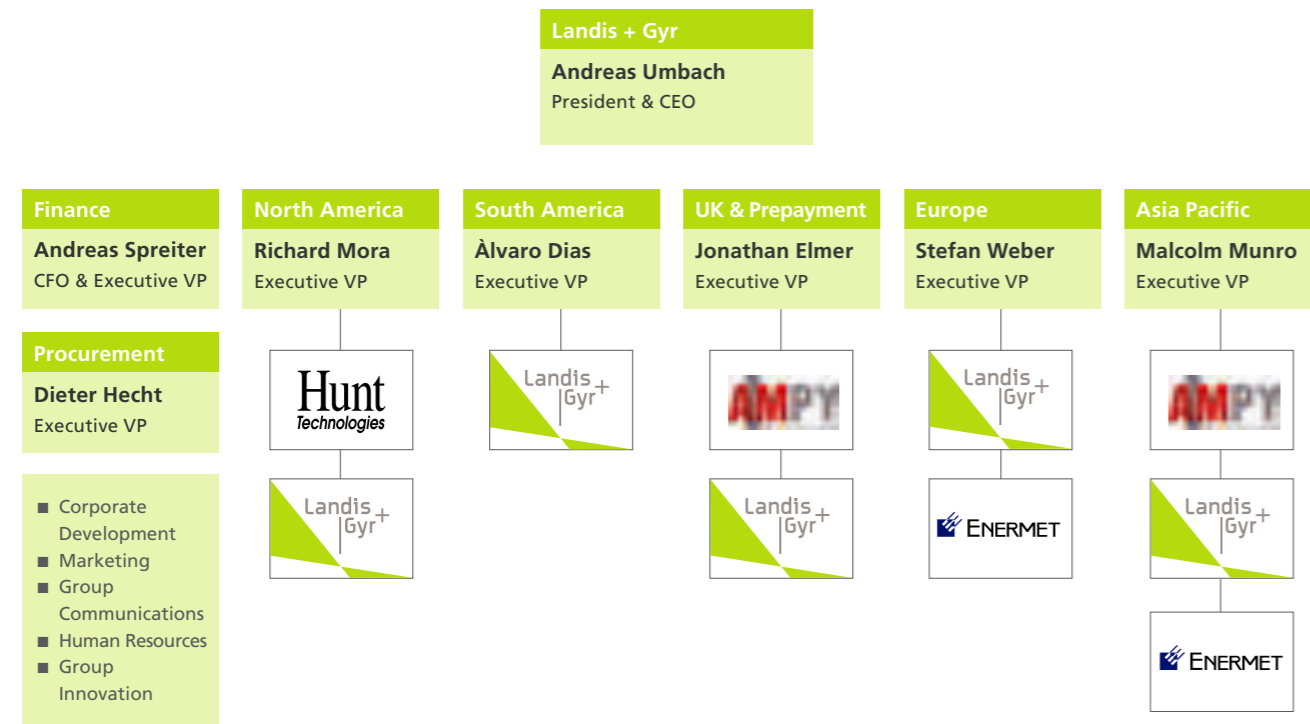 Landis + Gyr
Andreas Umbach
President & CEO
Finance
Andreas Spreiter
CFO & Executive VP
Procurement
Dieter Hecht
Executive VP
■ Corporate
Development
■ Marketing
■ Group
Communications
■ Human Resources
■ Group
Innovation
North America
Richard Mora
Executive VP
Hunt
Technologies
Landis+
Gyr
South America
Àlvaro Dias
Executive VP
Landis+
Gyr
UK & Prepayment
Jonathan Elmer
Executive VP
AMPY
Landis+
Gyr
Europe
Stefan Weber
Executive VP
Landis+
Gyr
ENERMET
Asia Pacific
Malcolm Munro
Executive VP
AMPY
Landis+
Gyr
ENERMET